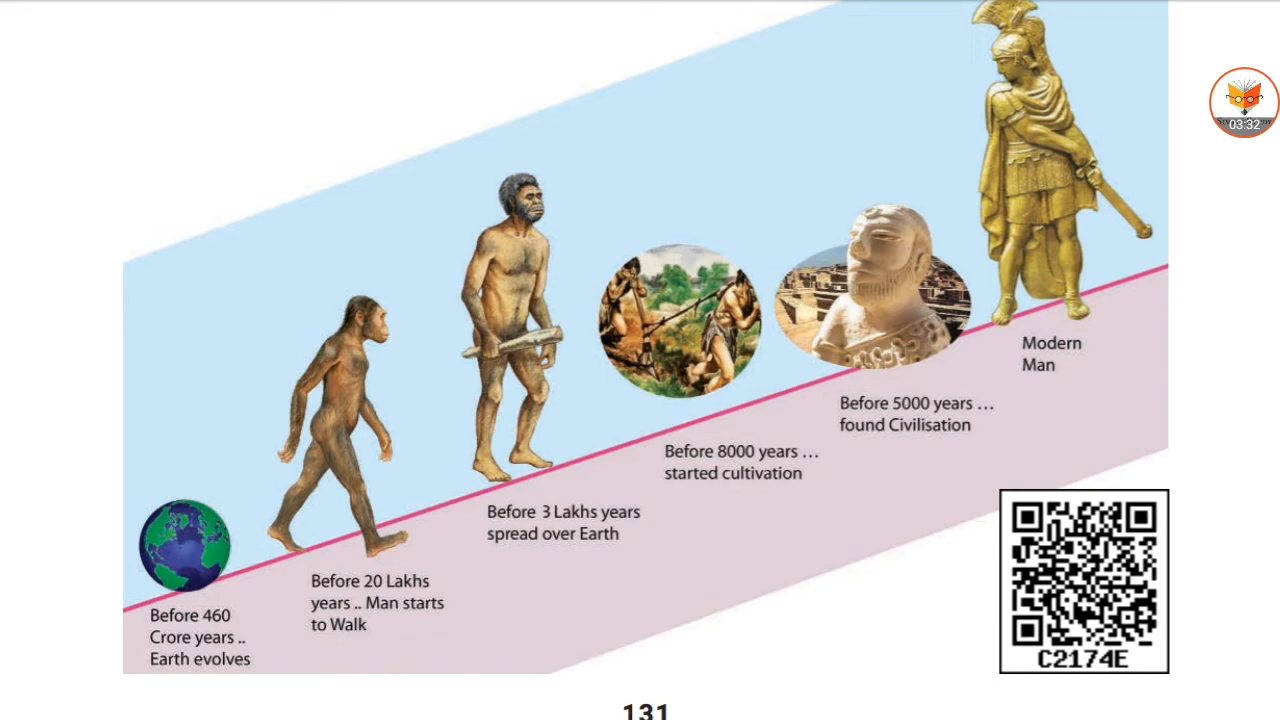 03:32
Modern
Man
Before 5000 years ...
found Civilisation
Before 8000 years ...
started cultivation
Before 3 Lakhs years
spread over Earth
Before 20 Lakhs
years .. Man starts
to Walk
Before 460
Crore years ..
Earth evolves
C2174E
131